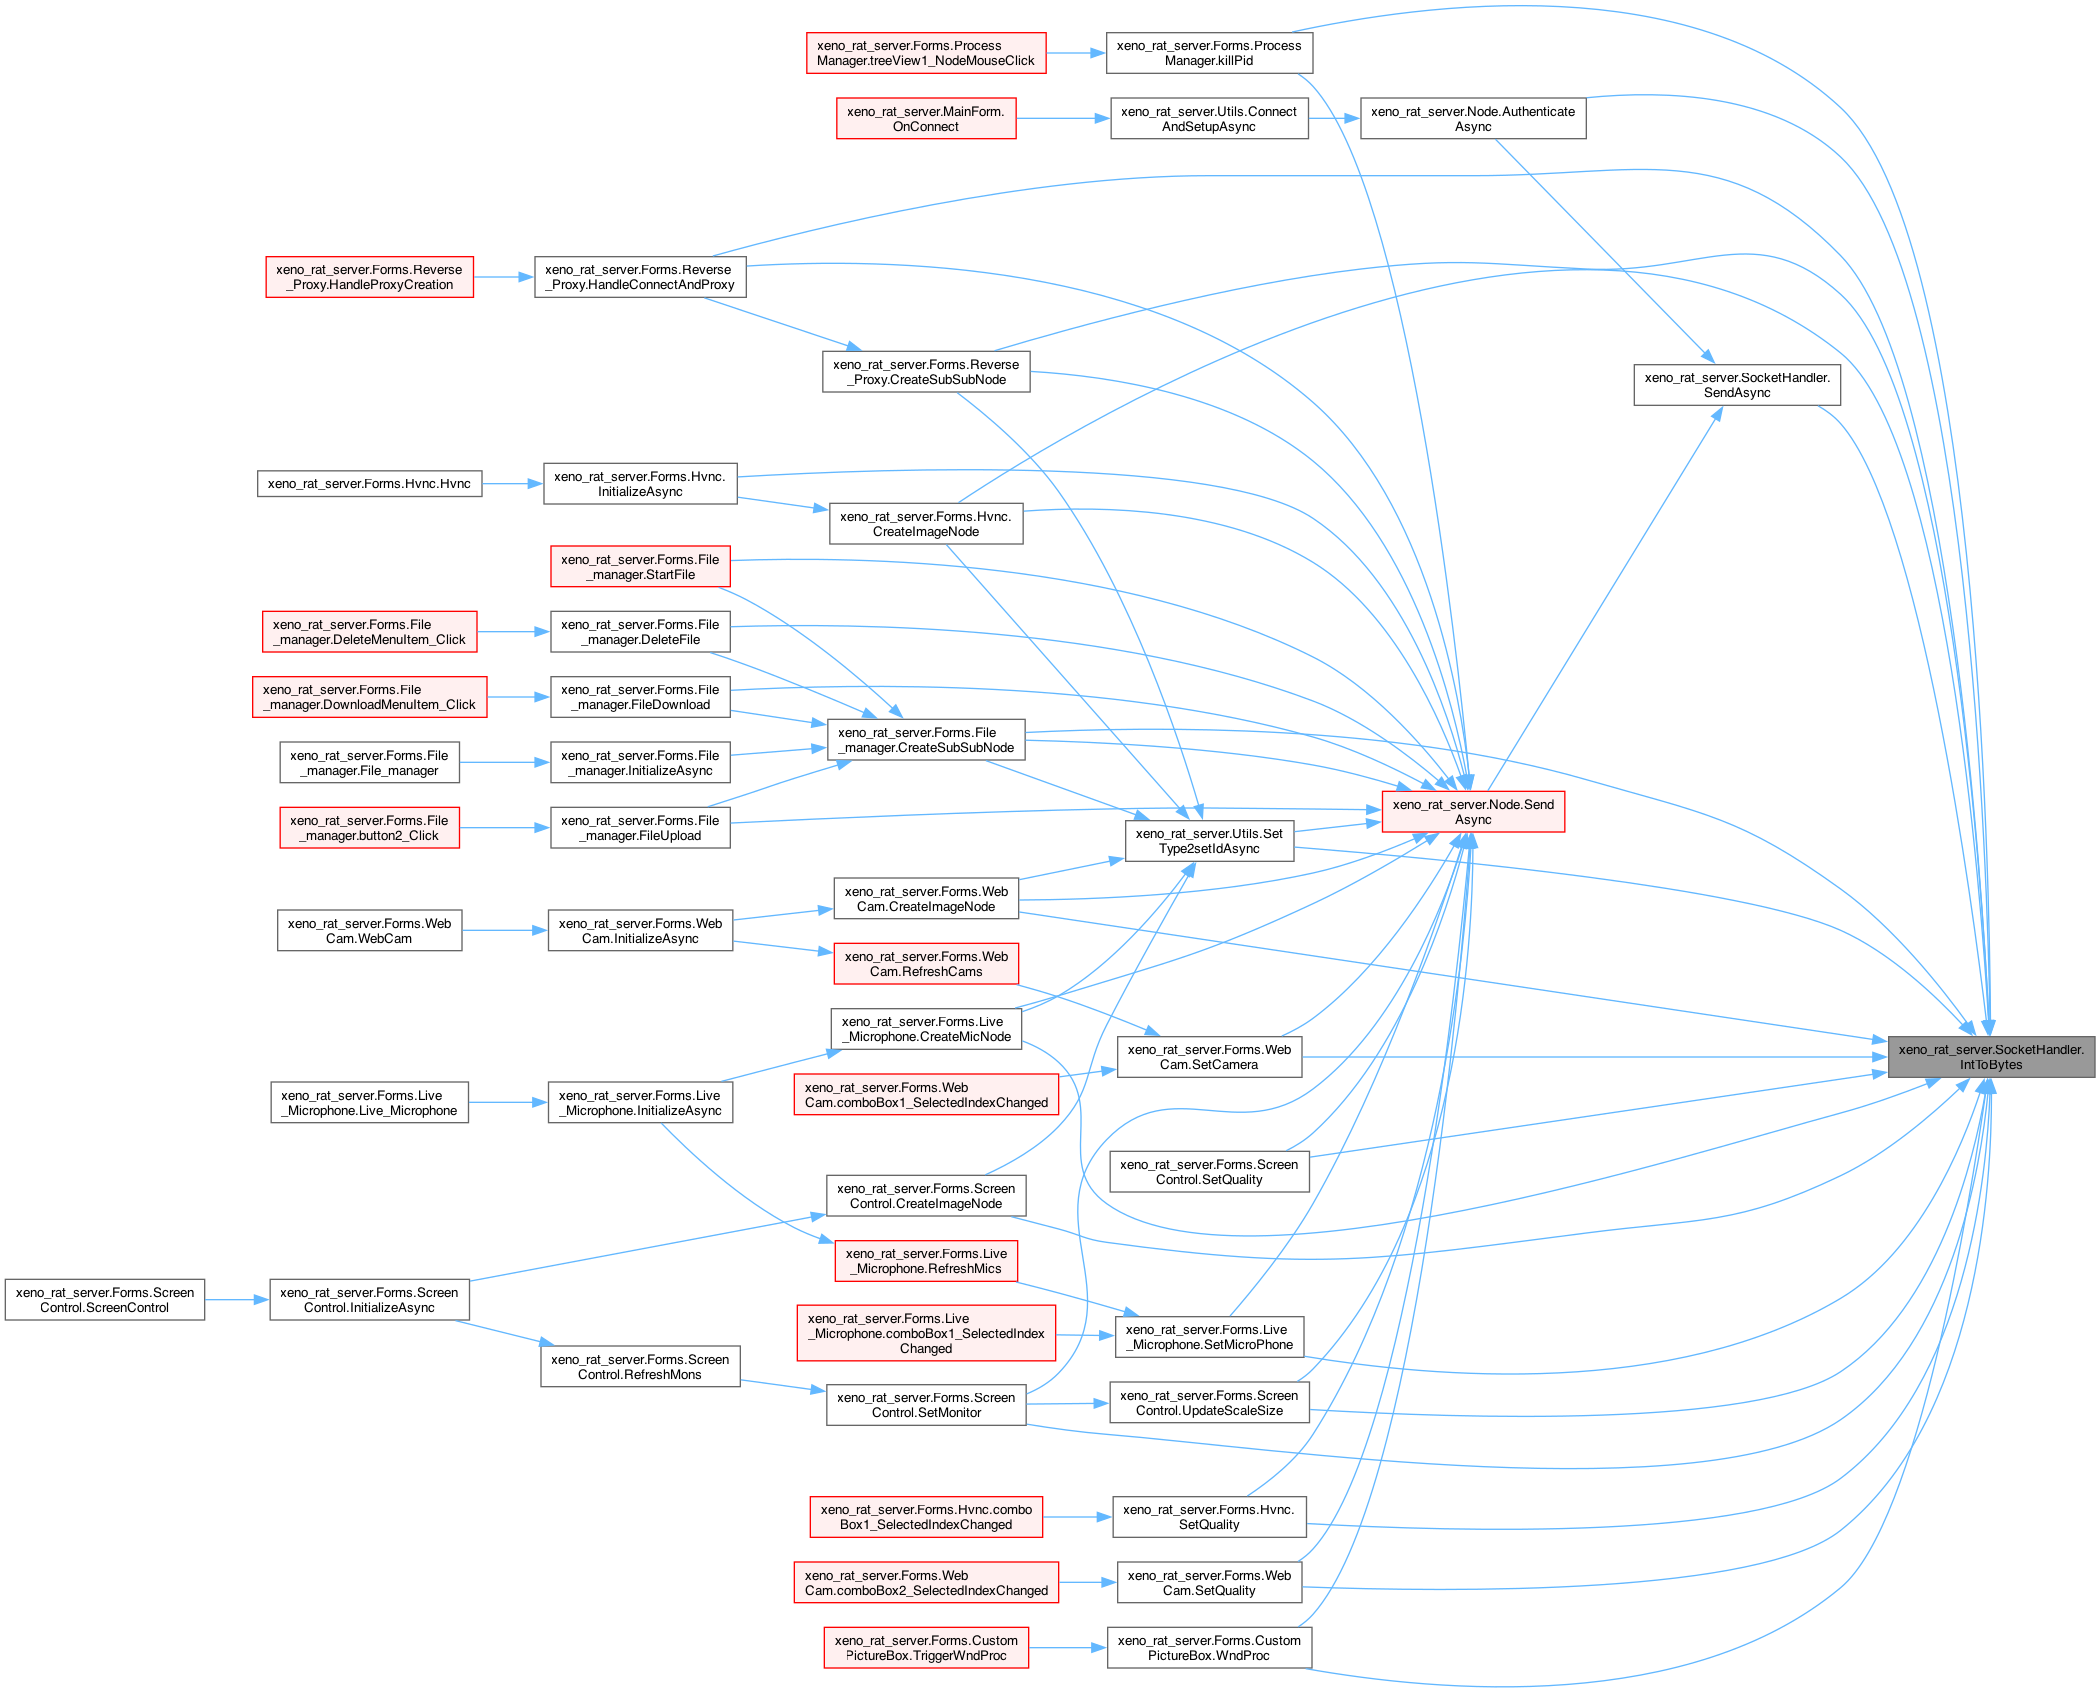 xeno_rat_server.Forms.Process
Manager.treeView1_NodeMouseClick
xeno_rat_server.Forms.Process
Manager.killPid
xeno_rat_server.MainForm.
OnConnect
xeno_rat_server.Utils.Connect
AndSetupAsync
xeno_rat_server.Node.Authenticate
Async
xeno_rat_server.Forms.Reverse
_Proxy.HandleProxyCreation
xeno_rat_server.Forms.Reverse
_Proxy.HandleConnectAndProxy
xeno_rat_server.Forms.Reverse
_Proxy.CreateSubSubNode
xeno_rat_server.SocketHandler.
SendAsync
xeno_rat_server.Forms.Hvnc.Hvnc
xeno_rat_server.Forms.Hvnc.
InitializeAsync
xeno_rat_server.Forms.Hvnc.
CreateImageNode
xeno_rat_server.Forms.File
_manager.StartFile
xeno_rat_server.Forms.File
_manager.DeleteMenuItem_Click
xeno_rat_server.Forms.File
_manager.DeleteFile
xeno_rat_server.Forms.File
_manager.DownloadMenuItem_Click
xeno_rat_server.Forms.File
_manager.FileDownload
xeno_rat_server.Forms.File
_manager.CreateSubSubNode
xeno_rat_server.Forms.File
_manager.File_manager
xeno_rat_server.Forms.File
_manager.InitializeAsync
xeno_rat_server.Forms.File
_manager.button2_Click
xeno_rat_server.Forms.File
_manager.FileUpload
xeno_rat_server.Node.Send
Async
xeno_rat_server.Utils.Set
Type2setIdAsync
xeno_rat_server.Forms.Web
Cam.CreateImageNode
xeno_rat_server.Forms.Web
Cam.WebCam
xeno_rat_server.Forms.Web
Cam.InitializeAsync
xeno_rat_server.Forms.Web
Cam.RefreshCams
xeno_rat_server.Forms.Live
_Microphone.CreateMicNode
xeno_rat_server.Forms.Web
Cam.SetCamera
xeno_rat_server.SocketHandler.
IntToBytes
xeno_rat_server.Forms.Web
Cam.comboBox1_SelectedIndexChanged
xeno_rat_server.Forms.Live
_Microphone.Live_Microphone
xeno_rat_server.Forms.Live
_Microphone.InitializeAsync
xeno_rat_server.Forms.Screen
Control.SetQuality
xeno_rat_server.Forms.Screen
Control.CreateImageNode
xeno_rat_server.Forms.Live
_Microphone.RefreshMics
xeno_rat_server.Forms.Screen
Control.ScreenControl
xeno_rat_server.Forms.Screen
Control.InitializeAsync
xeno_rat_server.Forms.Live
_Microphone.comboBox1_SelectedIndex
Changed
xeno_rat_server.Forms.Live
_Microphone.SetMicroPhone
xeno_rat_server.Forms.Screen
Control.RefreshMons
xeno_rat_server.Forms.Screen
Control.SetMonitor
xeno_rat_server.Forms.Screen
Control.UpdateScaleSize
xeno_rat_server.Forms.Hvnc.combo
Box1_SelectedIndexChanged
xeno_rat_server.Forms.Hvnc.
SetQuality
xeno_rat_server.Forms.Web
Cam.comboBox2_SelectedIndexChanged
xeno_rat_server.Forms.Web
Cam.SetQuality
xeno_rat_server.Forms.Custom
PictureBox.TriggerWndProc
xeno_rat_server.Forms.Custom
PictureBox.WndProc